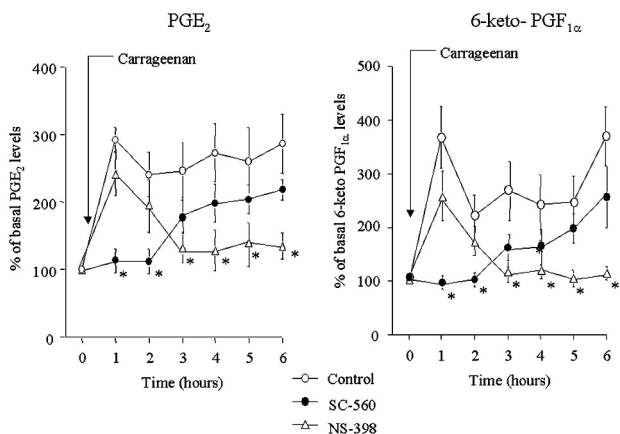 PGE2
6-keto- PGF1α
Carrageenan
Carrageenan
% of basal PGE2 levels
400
300
200
100
0
0 1 2 3 4 5 6
Time (hours)
* * * * * *
% of basal 6-keto PGF1α levels
500
400
300
200
100
0
0 1 2 3 4 5 6
Time (hours)
* * * * * * *
Control
SC-560
NS-398